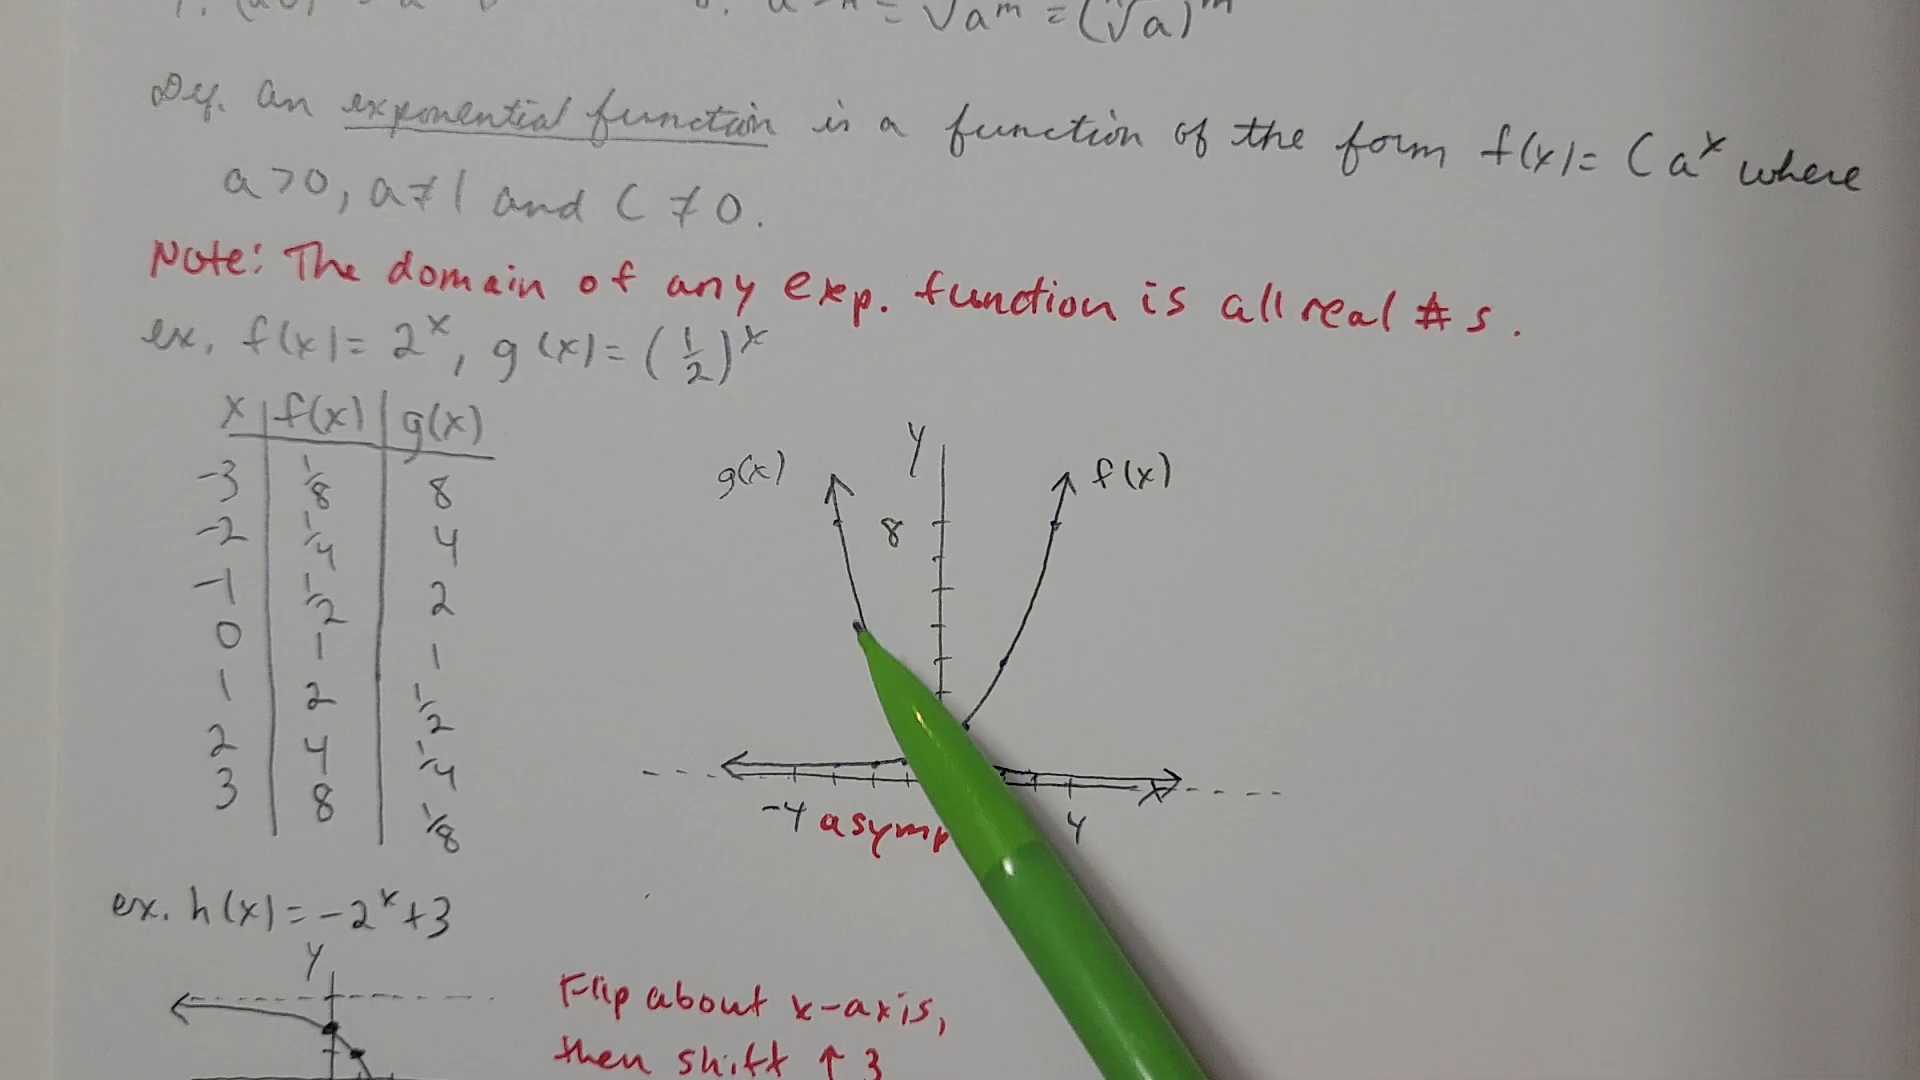 Def. An exponential function is a function of the form f(x) = C a^x where
a > 0, a ≠ 1 and C ≠ 0.
Note: The domain of any exp. function is all real #s.
ex. f(x) = 2^x, g(x) = (1/2)^x
x | f(x) | g(x)
-3 1/8 8
-2 1/4 4
-1 1/2 2
0 1 1
1 2 1/2
2 4 1/4
3 8 1/8
y
g(x) f(x)
8
x
-4 4
asymp
ex. h(x) = -2^x + 3
y
Flip about x-axis,
then shift ↑ 3